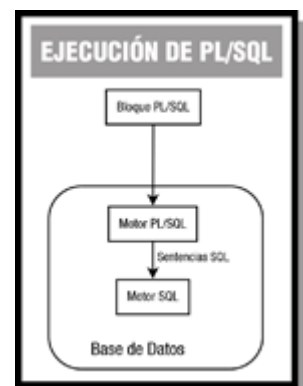 EJECUCIÓN DE PL/SQL
Bloque PL/SQL
Motor PL/SQL
Sentencias SQL
Motor SQL
Base de Datos